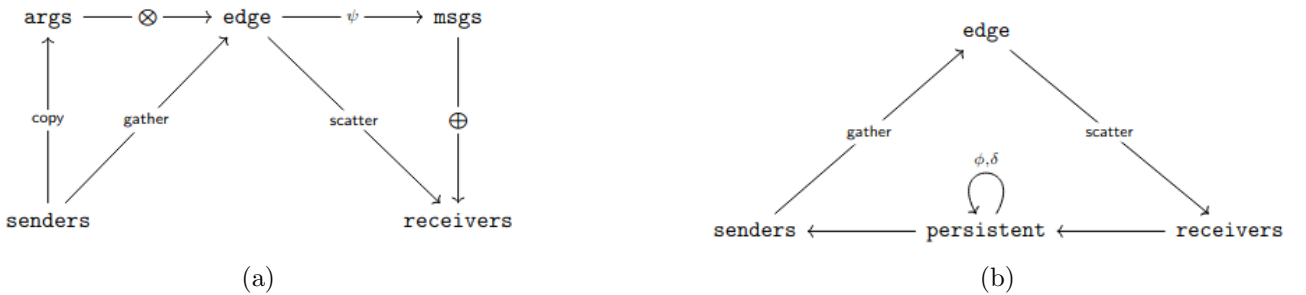 args ⊗ edge ψ msgs
edge
copy gather scatter ⊕
gather scatter
ϕ,δ
senders receivers
senders persistent receivers
(a)
(b)